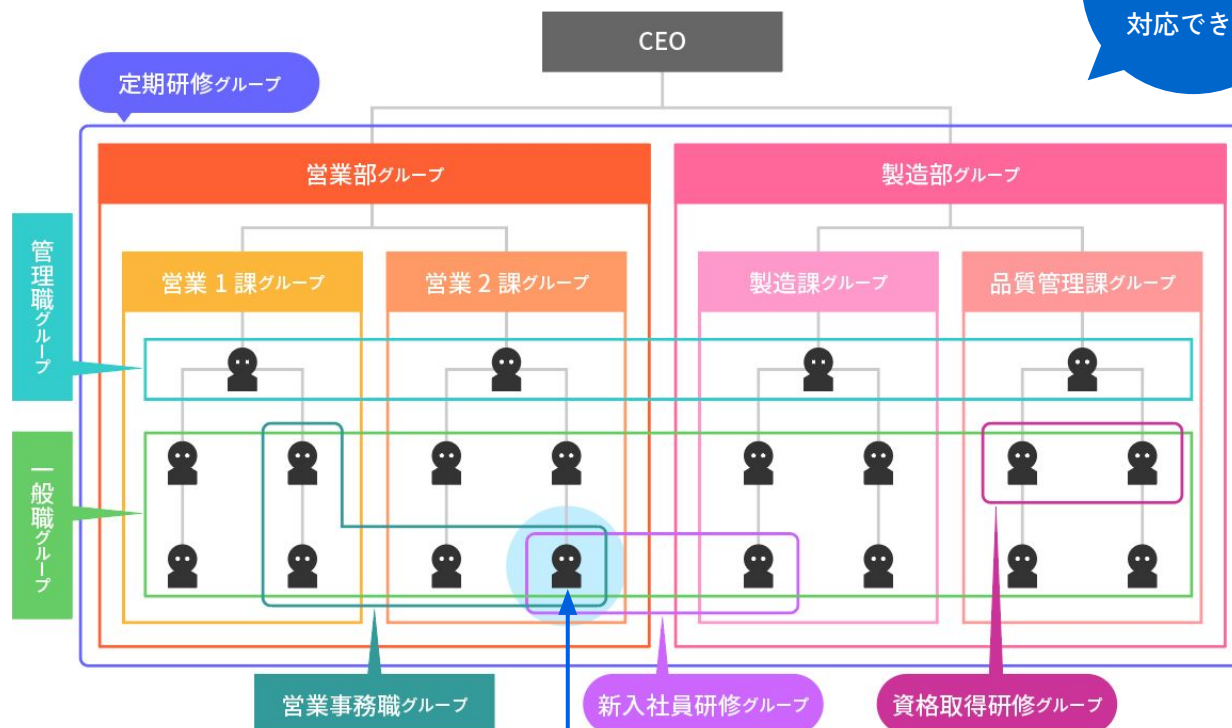 対応でき
CEO
定期研修グループ
営業部グループ
製造部グループ
管理職グループ
営業1課グループ
営業2課グループ
製造課グループ
品質管理課グループ
一般職グループ
営業事務職グループ
新入社員研修グループ
資格取得研修グループ